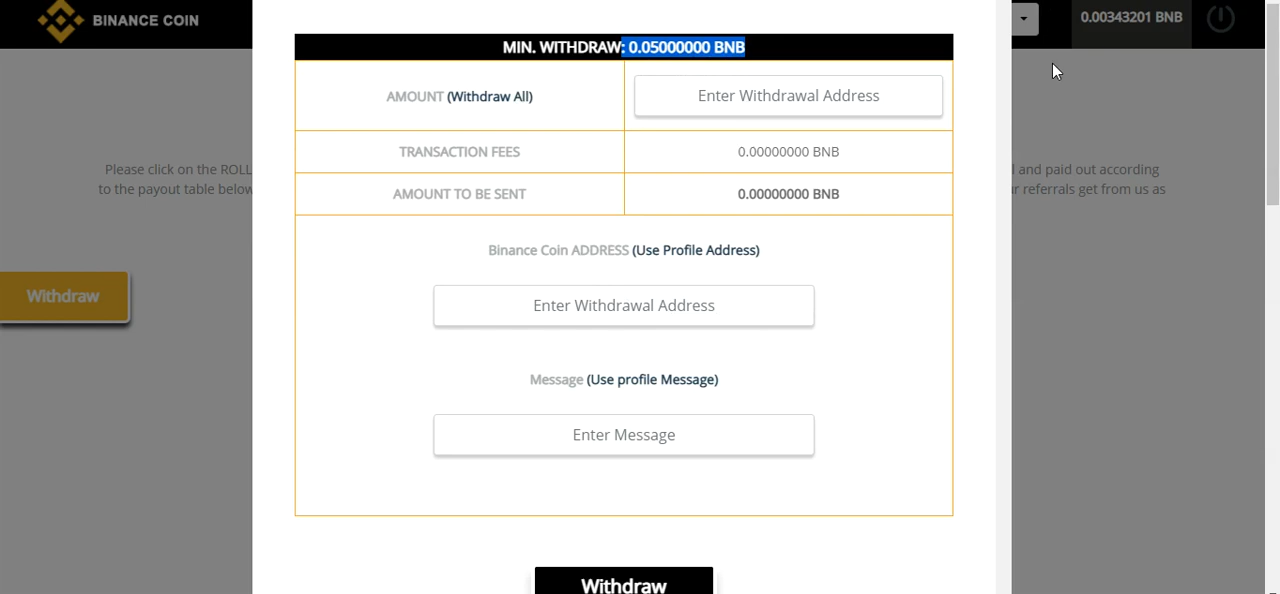 BINANCE COIN
0.00343201 BNB
MIN. WITHDRAW: 0.05000000 BNB
AMOUNT (Withdraw All)
Enter Withdrawal Address
TRANSACTION FEES
0.00000000 BNB
AMOUNT TO BE SENT
0.00000000 BNB
Please click on the ROLL
and paid out according
to the payout table below
referrals get from us as
Binance Coin ADDRESS (Use Profile Address)
Withdraw
Enter Withdrawal Address
Message (Use profile Message)
Enter Message
Withdraw